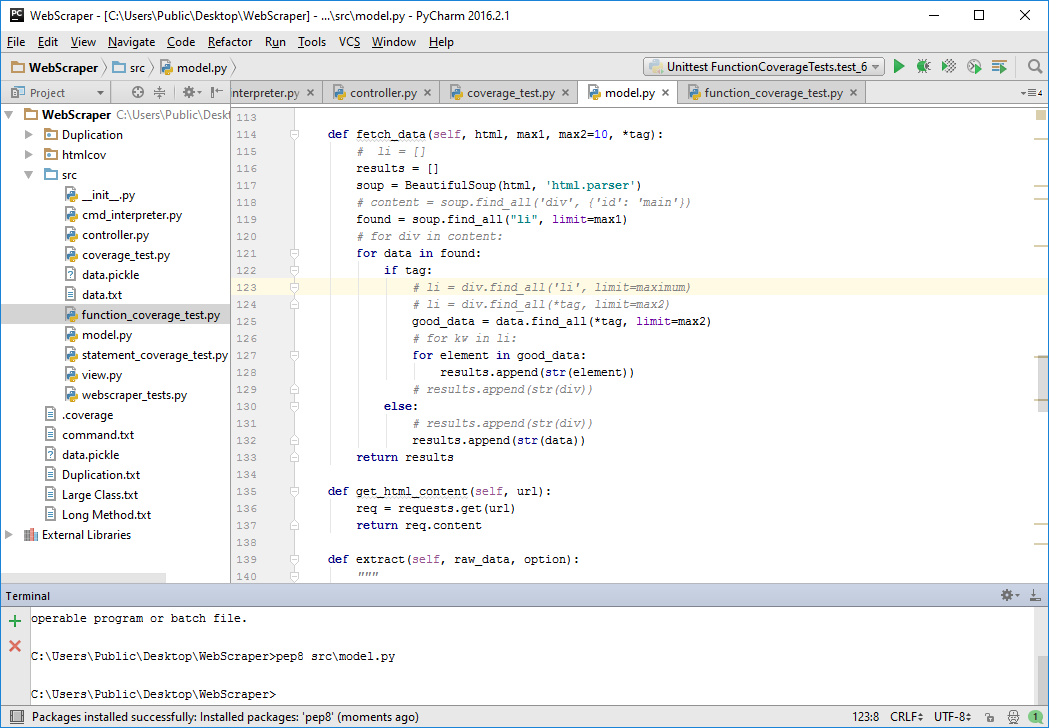 WebScraper - [C:\Users\Public\Desktop\WebScraper] - ...\src\model.py - PyCharm 2016.2.1
File Edit View Navigate Code Refactor Run Tools VCS Window Help
WebScraper src model.py Unittest FunctionCoverageTests.test_6
Project interpreter.py controller.py coverage_test.py model.py function_coverage_test.py 4
WebScraper C:\Users\Public\Deskt
Duplication
htmlcov
src
__init__.py
cmd_interpreter.py
controller.py
coverage_test.py
data.pickle
data.txt
function_coverage_test.py
model.py
statement_coverage_test.py
view.py
webscraper_tests.py
.coverage
command.txt
data.pickle
Duplication.txt
Large Class.txt
Long Method.txt
External Libraries
113
114 def fetch_data(self, html, max1, max2=10, *tag):
115 # li = []
116 results = []
117 soup = BeautifulSoup(html, 'html.parser')
118 # content = soup.find_all('div', {'id': 'main'})
119 found = soup.find_all("li", limit=max1)
120 # for div in content:
121 for data in found:
122 if tag:
123 # li = div.find_all('li', limit=maximum)
124 # li = div.find_all(*tag, limit=max2)
125 good_data = data.find_all(*tag, limit=max2)
126 # for kw in li:
127 for element in good_data:
128 results.append(str(element))
129 # results.append(str(div))
130 else:
131 # results.append(str(div))
132 results.append(str(data))
133 return results
134
135 def get_html_content(self, url):
136 req = requests.get(url)
137 return req.content
138
139 def extract(self, raw_data, option):
140 """
Terminal
operable program or batch file.
C:\Users\Public\Desktop\WebScraper>pep8 src\model.py
C:\Users\Public\Desktop\WebScraper>
Packages installed successfully: Installed packages: 'pep8' (moments ago) 123:8 CRLF UTF-8 1